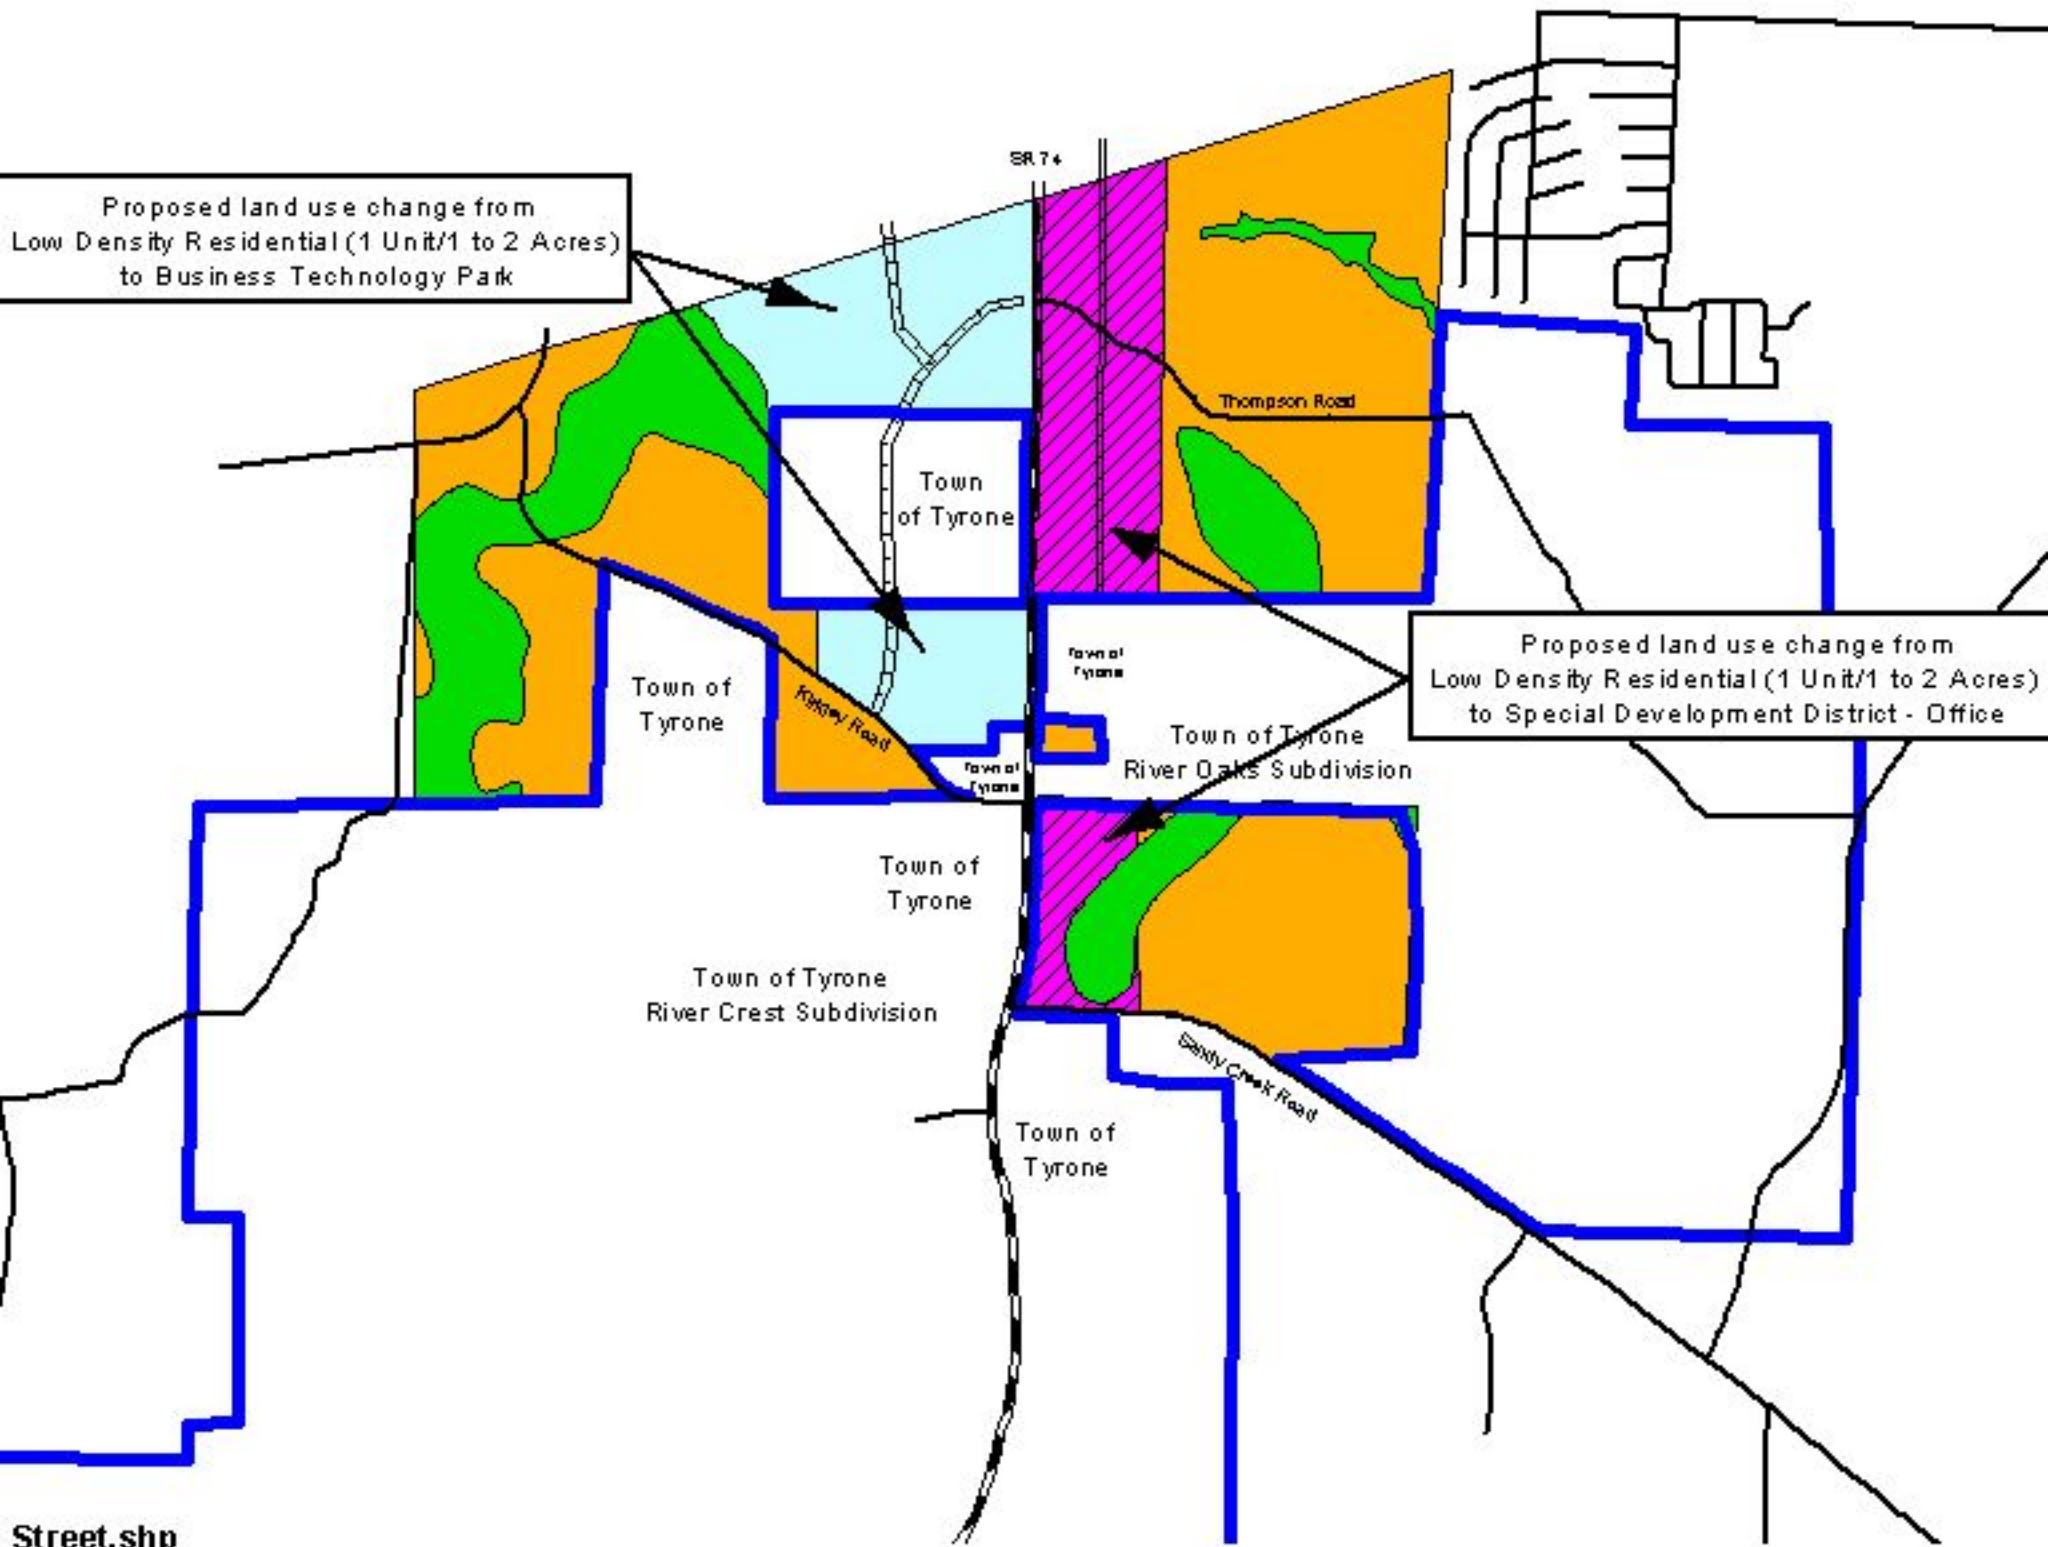 SR 74
Proposed land use change from
Low Density Residential (1 Unit/1 to 2 Acres)
to Business Technology Park
Thompson Road
Town
of Tyrone
Town of
Tyrone
Proposed land use change from
Low Density Residential (1 Unit/1 to 2 Acres)
to Special Development District - Office
Town of
Tyrone
Road
Town of Tyrone
River Oaks Subdivision
Town of
Tyrone
Town of
Tyrone
Town of Tyrone
River Crest Subdivision
Sandy Creek Road
Town of
Tyrone
Street.shp